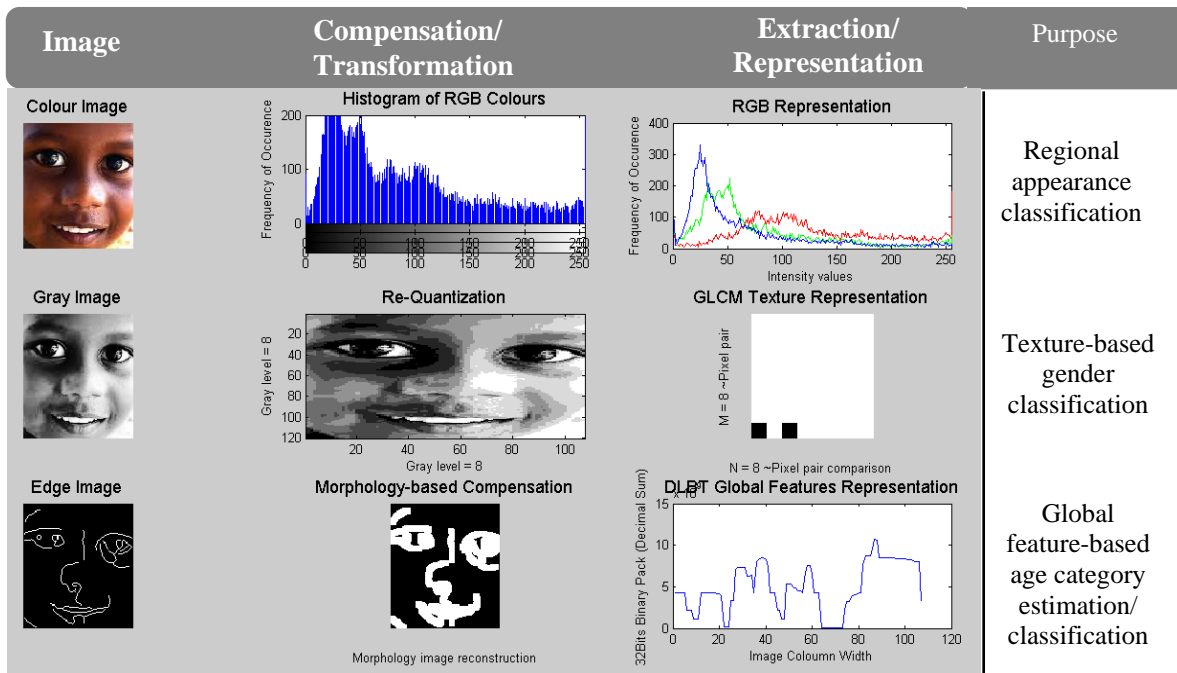 Image
Compensation/
Transformation
Extraction/
Representation
Purpose
Colour Image
Histogram of RGB Colours
Frequency of Occurence
200
100
0
0 50 100 150 200 250
RGB Representation
Frequency of Occurence
400
300
200
100
0
0 50 100 150 200 250
Intensity values
Regional
appearance
classification
Gray Image
Re-Quantization
Gray level = 8
20
40
60
80
100
120
20 40 60 80 100
Gray level = 8
GLCM Texture Representation
M = 8 ~Pixel pair
N = 8 ~Pixel pair comparison
Texture-based
gender
classification
Edge Image
Morphology-based Compensation
Morphology image reconstruction
DLBT Global Features Representation
32Bits Binary Pack (Decimal Sum)
15
10
5
0
0 20 40 60 80 100 120
Image Coloumn Width
Global
feature-based
age category
estimation/
classification